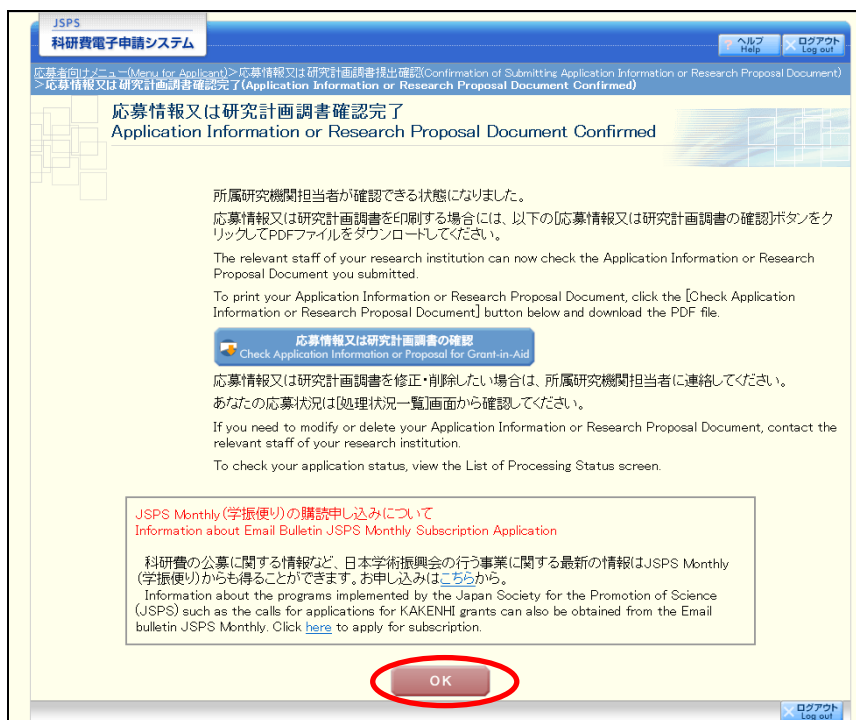 JSPS
科研費電子申請システム
ヘルプ
Help
ログアウト
Log out
応募者向けメニュー(Menu for Applicant)>応募情報又は研究計画調書提出確認(Confirmation of Submitting Application Information or Research Proposal Document)
>応募情報又は研究計画調書確認完了(Application Information or Research Proposal Document Confirmed)
応募情報又は研究計画調書確認完了
Application Information or Research Proposal Document Confirmed
所属研究機関担当者が確認できる状態になりました。
応募情報又は研究計画調書を印刷する場合には、以下の[応募情報又は研究計画調書の確認]ボタンをク
リックしてPDFファイルをダウンロードしてください。
The relevant staff of your research institution can now check the Application Information or Research
Proposal Document you submitted.
To print your Application Information or Research Proposal Document, click the [Check Application
Information or Research Proposal Document] button below and download the PDF file.
応募情報又は研究計画調書の確認
Check Application Information or Proposal for Grant-in-Aid
応募情報又は研究計画調書を修正・削除したい場合は、所属研究機関担当者に連絡してください。
あなたの応募状況は[処理状況一覧]画面から確認してください。
If you need to modify or delete your Application Information or Research Proposal Document, contact the
relevant staff of your research institution.
To check your application status, view the List of Processing Status screen.
JSPS Monthly(学振便り)の購読申し込みについて
Information about Email Bulletin JSPS Monthly Subscription Application
科研費の公募に関する情報など、日本学術振興会の行う事業に関する最新の情報はJSPS Monthly
(学振便り)からも得ることができます。お申し込みはこちらから。
Information about the programs implemented by the Japan Society for the Promotion of Science
(JSPS) such as the calls for applications for KAKENHI grants can also be obtained from the Email
bulletin JSPS Monthly. Click here to apply for subscription.
OK
ログアウト
Log out